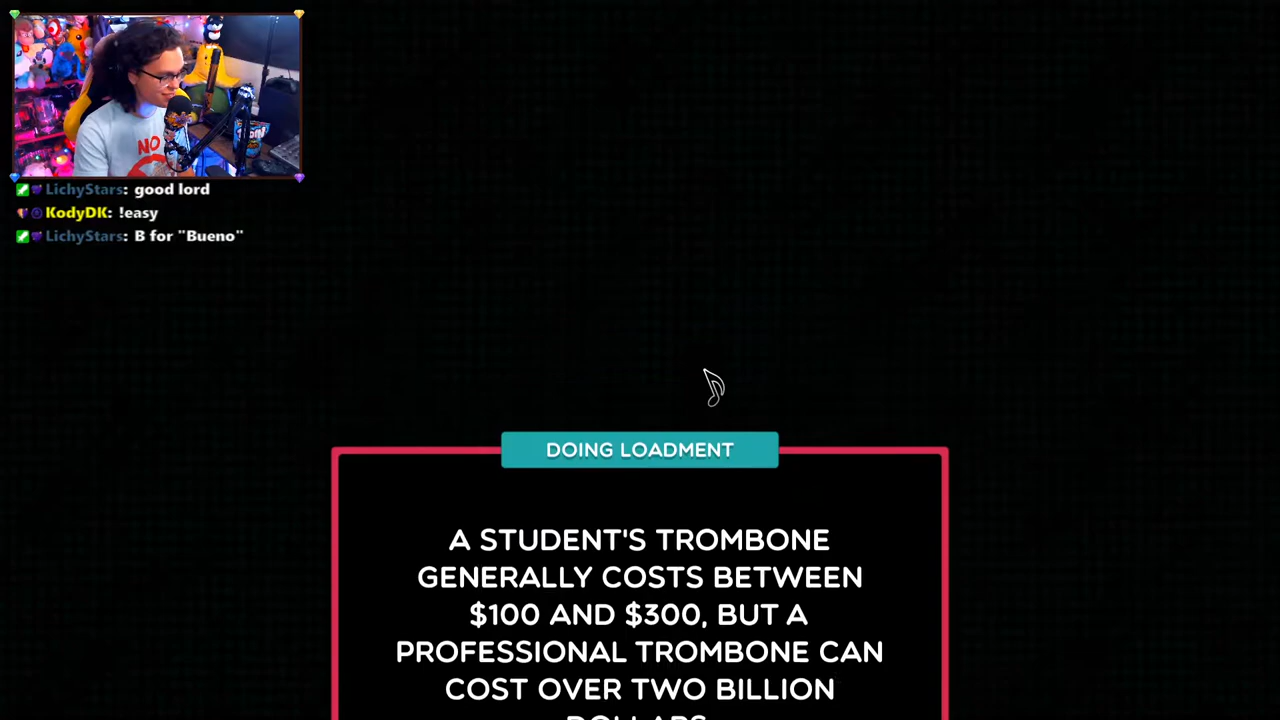 NO
LichyStars: good lord
KodyDK: !easy
LichyStars: B for "Bueno"
DOING LOADMENT
A STUDENT'S TROMBONE
GENERALLY COSTS BETWEEN
$100 AND $300, BUT A
PROFESSIONAL TROMBONE CAN
COST OVER TWO BILLION